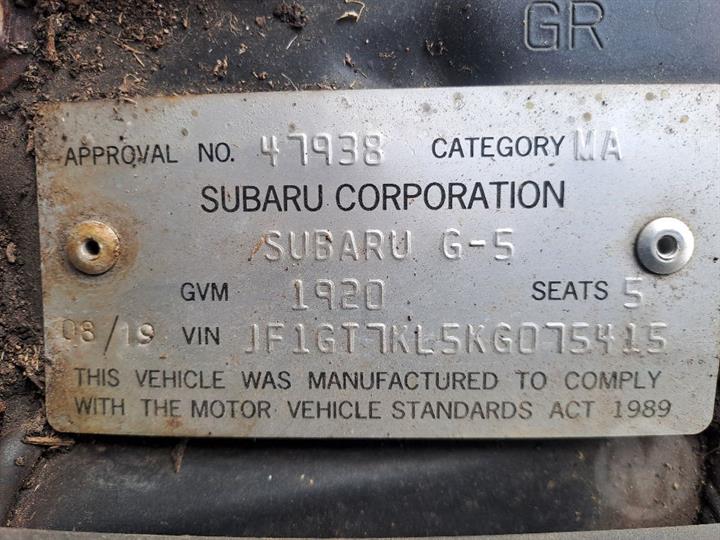 GR
APPROVAL NO. 47938 CATEGORY MA
SUBARU CORPORATION
SUBARU G-5
GVM 1920 SEATS 5
08/19 VIN JF1GT7KL5KG075415
THIS VEHICLE WAS MANUFACTURED TO COMPLY
WITH THE MOTOR VEHICLE STANDARDS ACT 1989